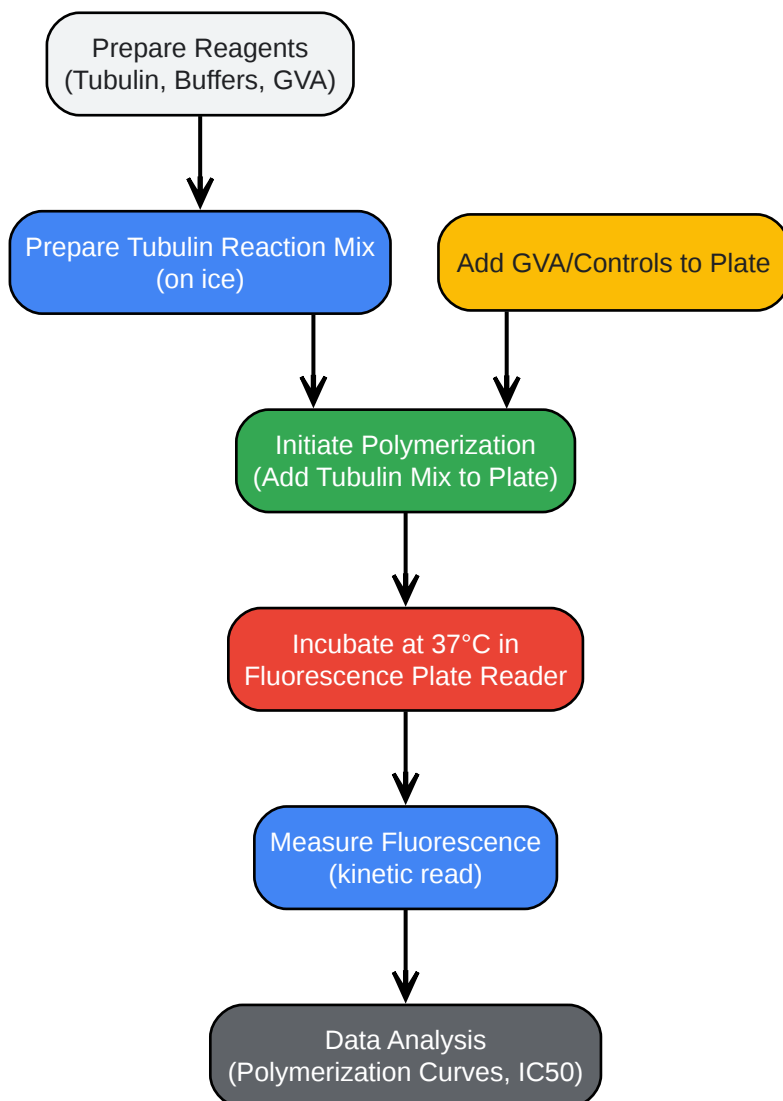 Prepare Reagents
(Tubulin, Buffers, GVA)
Prepare Tubulin Reaction Mix
(on ice)
Add GVA/Controls to Plate
Initiate Polymerization
(Add Tubulin Mix to Plate)
Incubate at 37°C in
Fluorescence Plate Reader
Measure Fluorescence
(kinetic read)
Data Analysis
(Polymerization Curves, IC50)